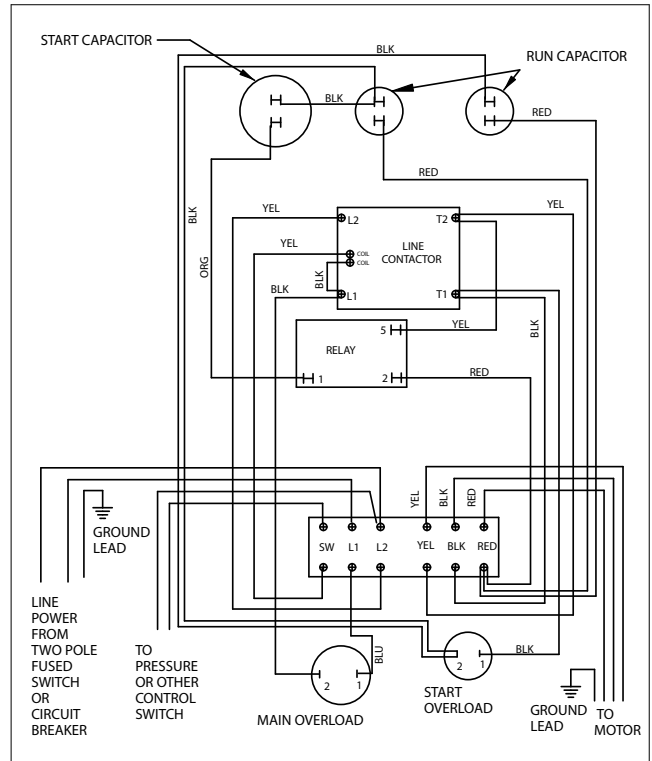 START CAPACITOR
BLK
RUN CAPACITOR
BLK
RED
RED
BLK
ORG
YEL
L2
T2
YEL
YEL
COIL
COIL
LINE
CONTACTOR
BLK
BLK
L1
T1
5
YEL
BLK
RELAY
1
2
RED
YEL
BLK
RED
GROUND
LEAD
SW
L1
L2
YEL
BLK
RED
LINE
POWER
FROM
TWO POLE
FUSED
SWITCH
OR
CIRCUIT
BREAKER
TO
PRESSURE
OR OTHER
CONTROL
SWITCH
BLU
2
1
MAIN OVERLOAD
2
1
BLK
START
OVERLOAD
GROUND
LEAD
TO
MOTOR